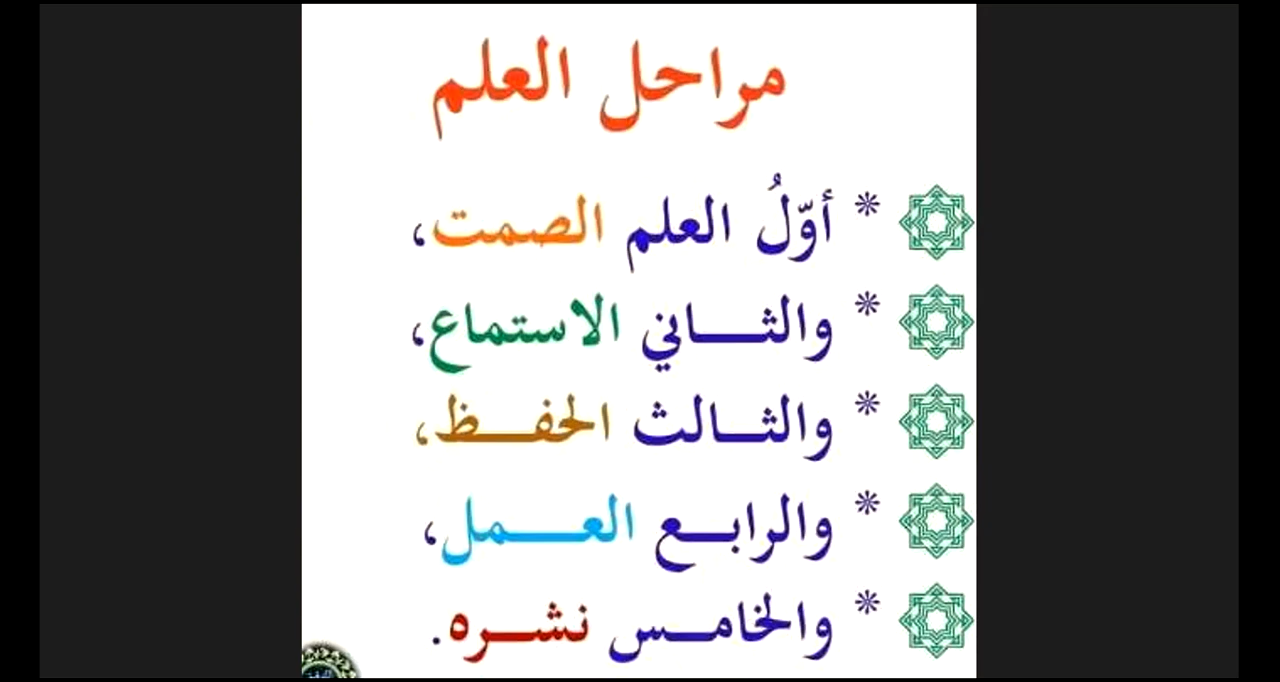 مراحل العلم
* أوّلُ العلم الصمت،
* والثـــاني الاستماع،
* والثـــالث الحفـــظ،
* والرابـــع العـــمل،
* والخامـــس نشـــره.